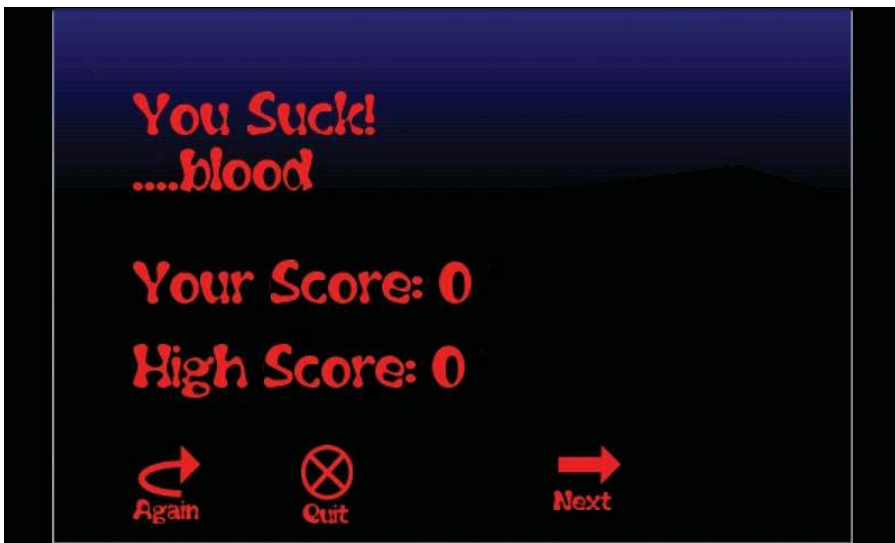 You Suck!
....blood
Your Score: 0
High Score: 0
Again Quit Next